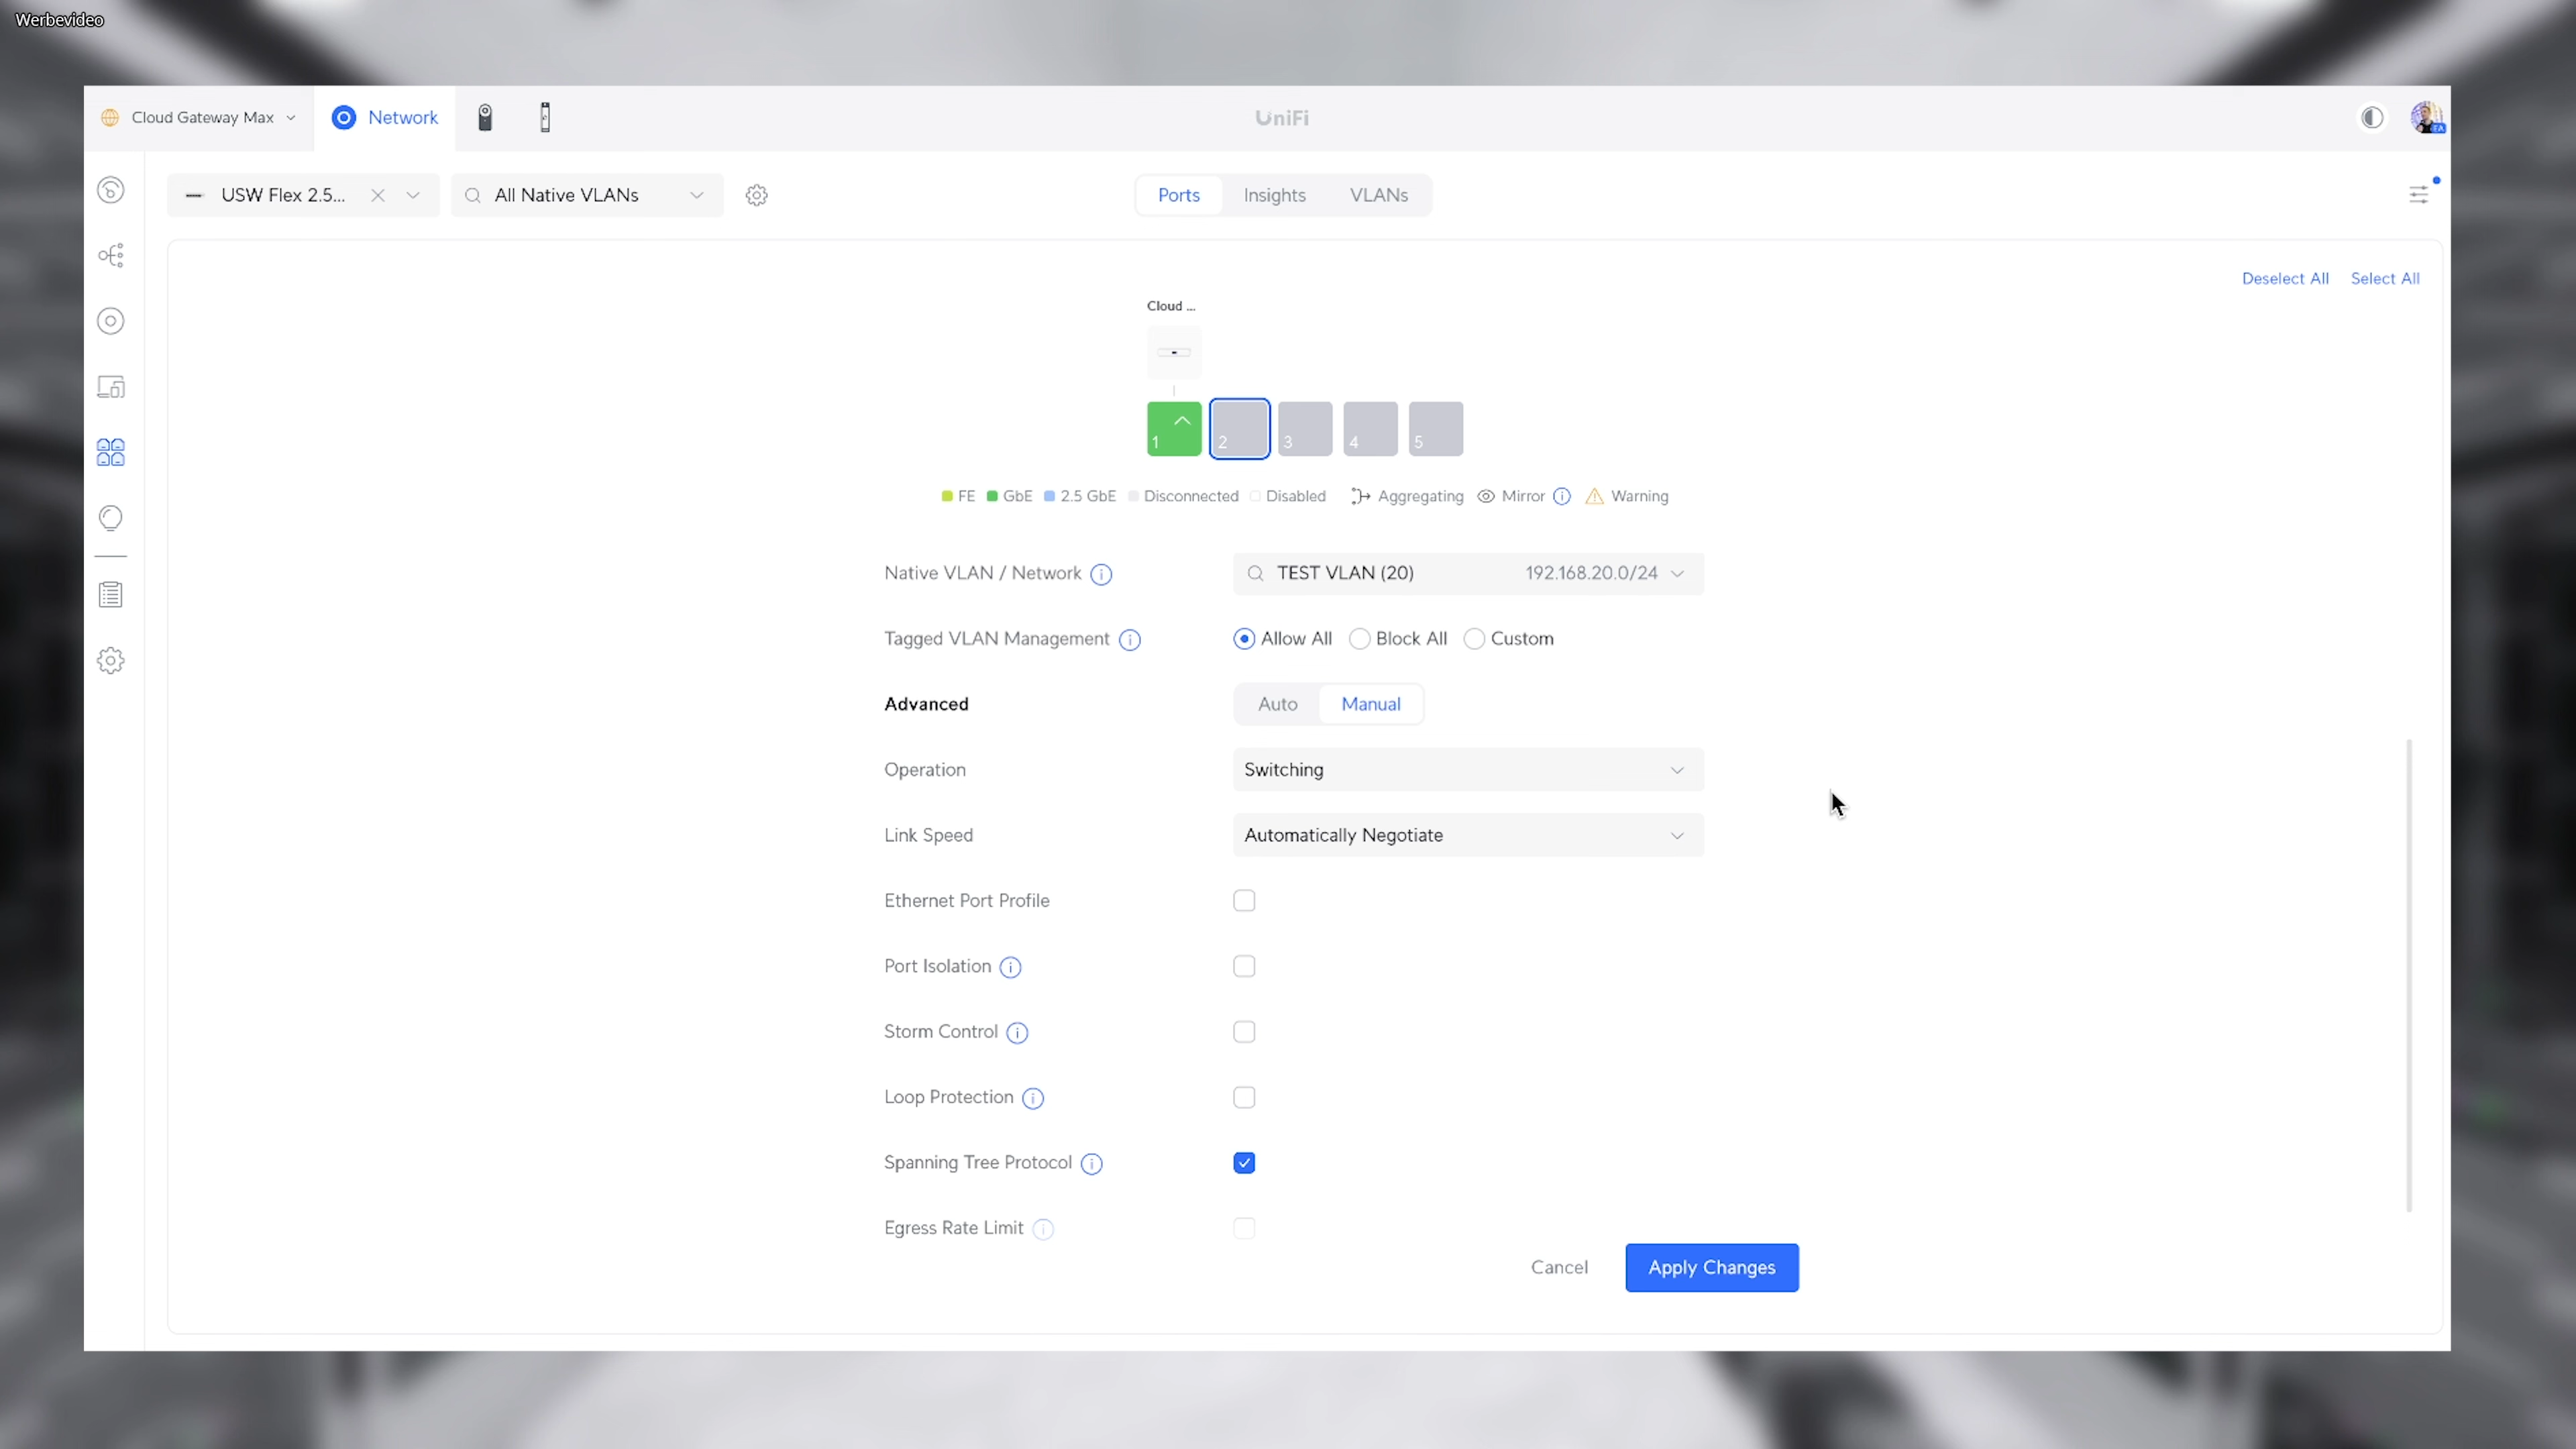 Werbevideo
Cloud Gateway Max
Network
UniFi
USW Flex 2.5...
All Native VLANs
Ports
Insights
VLANs
Deselect All
Select All
Cloud ...
1
2
3
4
5
FE
GbE
2.5 GbE
Disconnected
Disabled
Aggregating
Mirror
Warning
Native VLAN / Network
TEST VLAN (20)
192.168.20.0/24
Tagged VLAN Management
Allow All
Block All
Custom
Advanced
Auto
Manual
Operation
Switching
Link Speed
Automatically Negotiate
Ethernet Port Profile
Port Isolation
Storm Control
Loop Protection
Spanning Tree Protocol
Egress Rate Limit
Cancel
Apply Changes